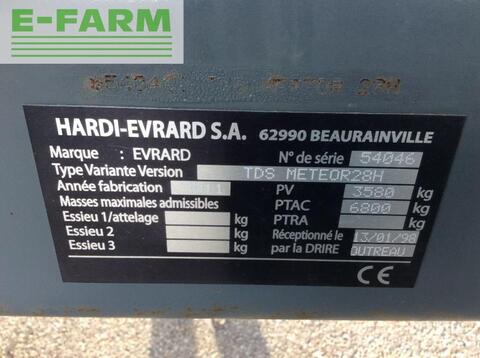 E-FARM
HARDI-EVRARD S.A. 62990 BEAURAINVILLE
Marque : EVRARD N° de série 54046
Type Variante Version TDS METEOR28H
Année fabrication PV 3580 kg
Masses maximales admissibles PTAC 6800 kg
Essieu 1/attelage kg PTRA kg
Essieu 2 kg Réceptionné le 13/01/98
Essieu 3 kg par la DRIRE OUTREAU
CE